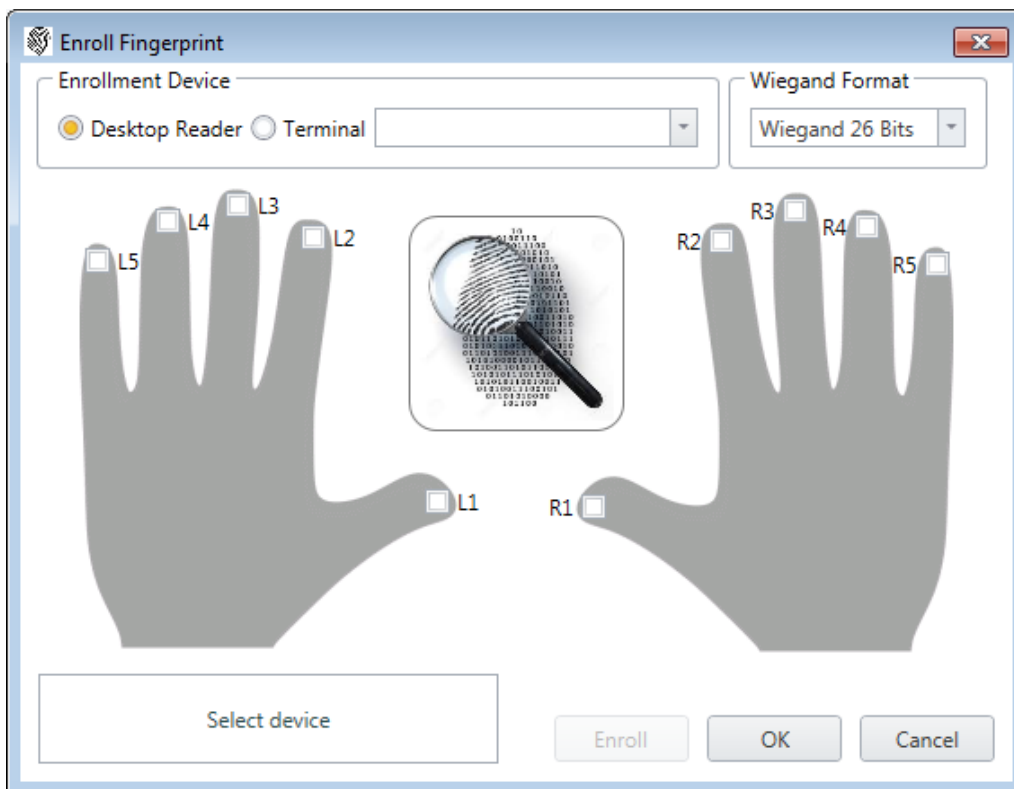 Enroll Fingerprint
Enrollment Device
Wiegand Format
Desktop Reader
Terminal
Wiegand 26 Bits
L5
L4
L3
L2
R2
R3
R4
R5
L1
R1
Select device
Enroll
OK
Cancel